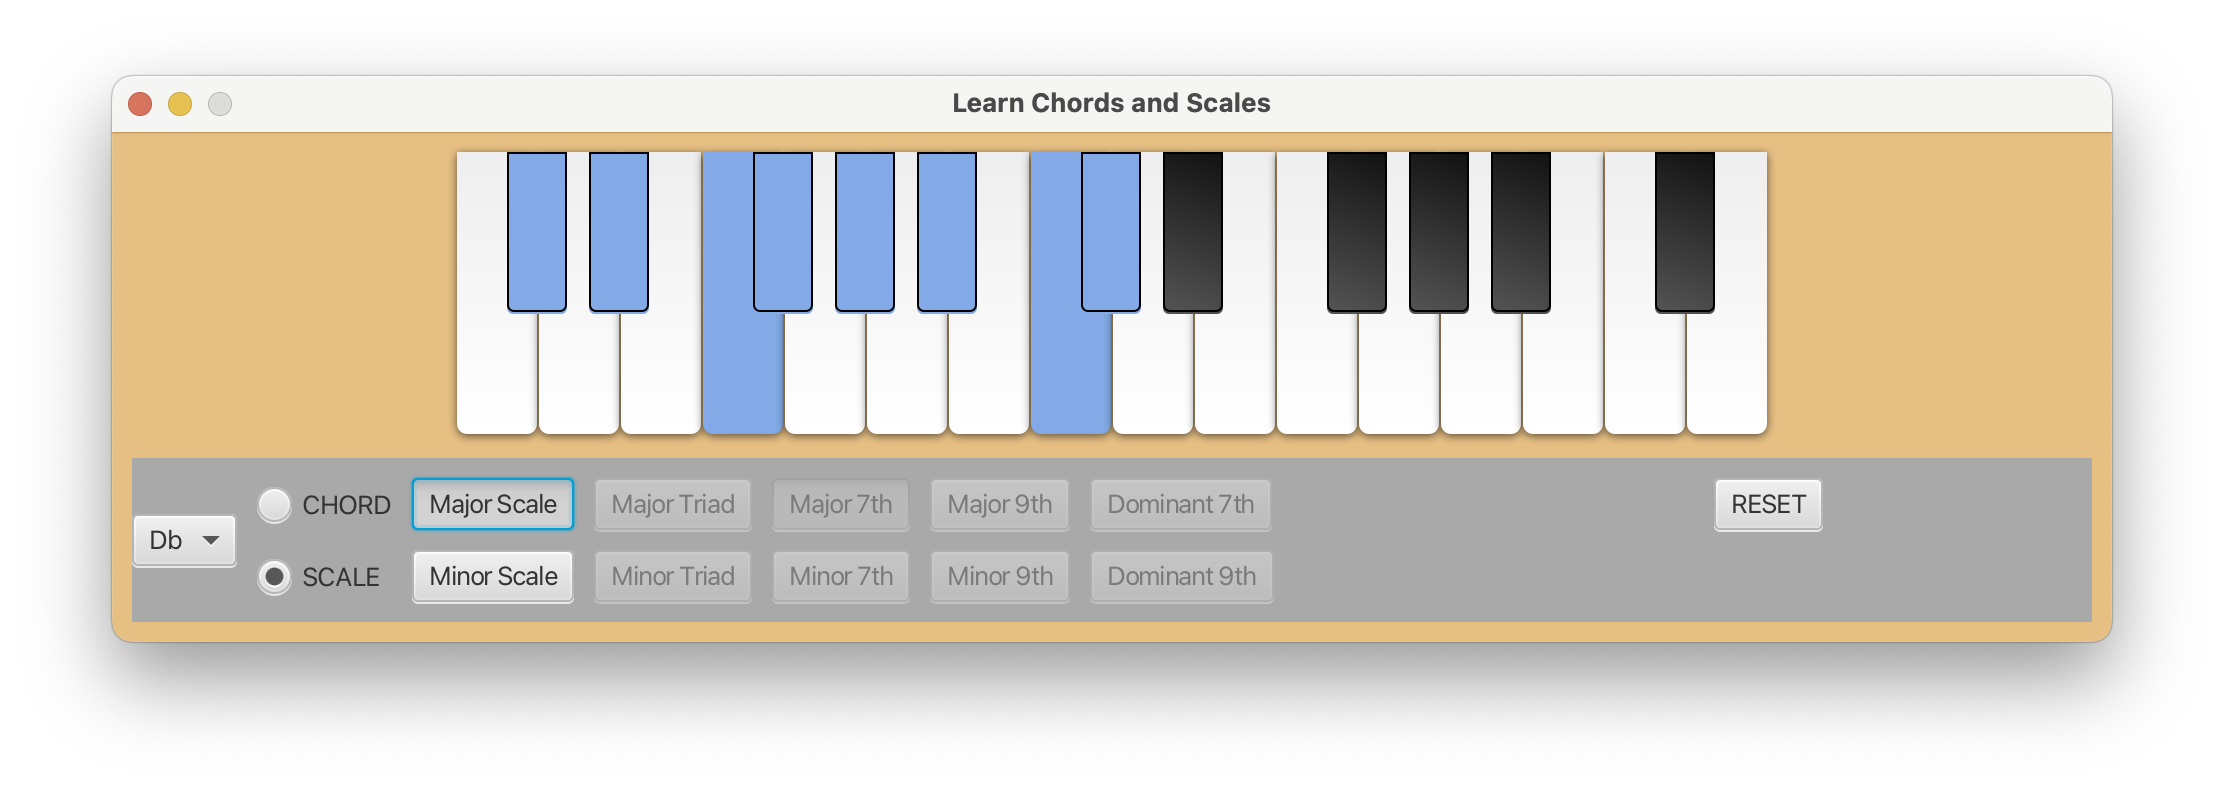 Learn Chords and Scales
CHORD Major Scale Major Triad Major 7th Major 9th Dominant 7th RESET
Db
SCALE Minor Scale Minor Triad Minor 7th Minor 9th Dominant 9th